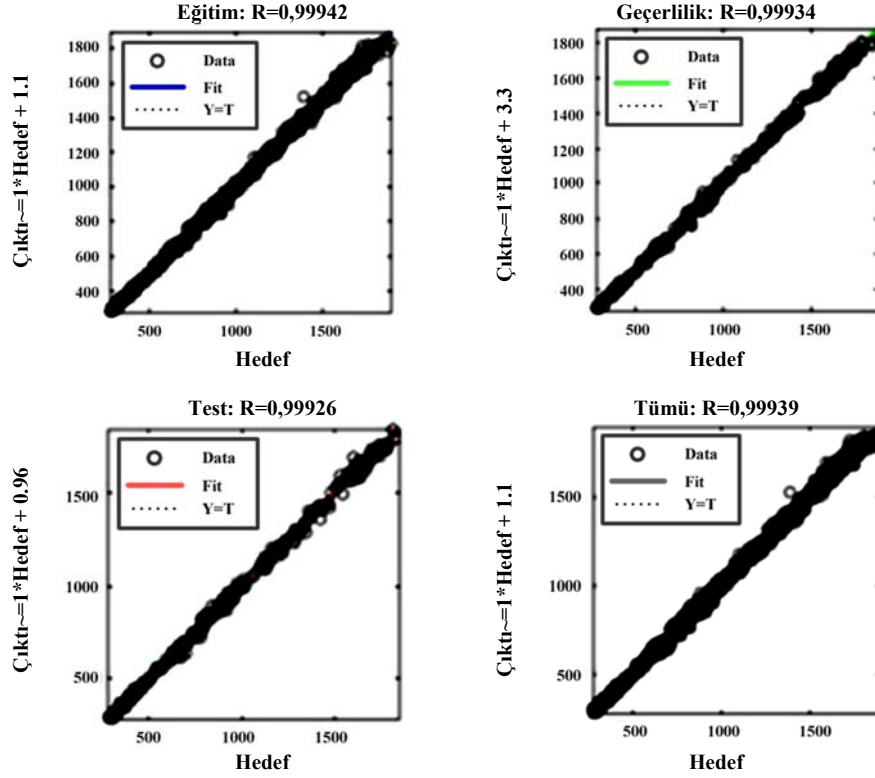 Eğitim: R=0,99942
Çıktı~=1*Hedef + 1.1
1800
1600
1400
1200
1000
800
600
400
Data
Fit
Y=T
500
1000
1500
Hedef
Geçerlilik: R=0,99934
Çıktı~=1*Hedef + 3.3
1800
1600
1400
1200
1000
800
600
400
Data
Fit
Y=T
500
1000
1500
Hedef
Test: R=0,99926
Çıktı~=1*Hedef + 0.96
1500
1000
500
Data
Fit
Y=T
500
1000
1500
Hedef
Tümü: R=0,99939
Çıktı~=1*Hedef + 1.1
1500
1000
500
Data
Fit
Y=T
500
1000
1500
Hedef